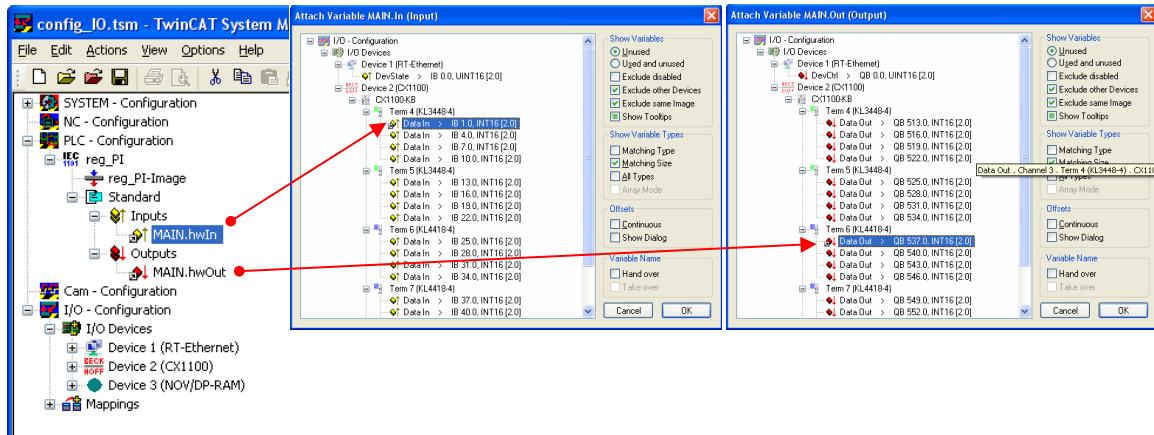 config_IO.tsm - TwinCAT System M
File Edit Actions View Options Help
SYSTEM - Configuration
NC - Configuration
PLC - Configuration
IEC 1131 reg_PI
reg_PI-Image
Standard
Inputs
MAIN.hwIn
Outputs
MAIN.hwOut
Cam - Configuration
I/O - Configuration
I/O Devices
Device 1 (RT-Ethernet)
BECK HOFF Device 2 (CX1100)
Device 3 (NOV/DP-RAM)
Mappings
Attach Variable MAIN.In (Input)
I/O - Configuration
I/O Devices
Device 1 (RT-Ethernet)
DevState > IB 0.0, UINT16 [2.0]
Device 2 (CX1100)
CX1100-KB
Term 4 (KL3448-4)
Data In > IB 1.0, INT16 [2.0]
Data In > IB 4.0, INT16 [2.0]
Data In > IB 7.0, INT16 [2.0]
Data In > IB 10.0, INT16 [2.0]
Term 5 (KL3448-4)
Data In > IB 13.0, INT16 [2.0]
Data In > IB 16.0, INT16 [2.0]
Data In > IB 19.0, INT16 [2.0]
Data In > IB 22.0, INT16 [2.0]
Term 6 (KL4418-4)
Data In > IB 25.0, INT16 [2.0]
Data In > IB 28.0, INT16 [2.0]
Data In > IB 31.0, INT16 [2.0]
Data In > IB 34.0, INT16 [2.0]
Term 7 (KL4418-4)
Data In > IB 37.0, INT16 [2.0]
Data In > IB 40.0, INT16 [2.0]
Show Variables
Unused
Used and unused
Exclude disabled
Exclude other Devices
Exclude same Image
Show Tooltips
Show Variable Types
Matching Type
Matching Size
All Types
Array Mode
Offsets
Continuous
Show Dialog
Variable Name
Hand over
Take over
Cancel OK
Attach Variable MAIN.Out (Output)
I/O - Configuration
I/O Devices
Device 1 (RT-Ethernet)
DevCtrl > QB 0.0, UINT16 [2.0]
Device 2 (CX1100)
CX1100-KB
Term 4 (KL3448-4)
Data Out > QB 513.0, INT16 [2.0]
Data Out > QB 516.0, INT16 [2.0]
Data Out > QB 519.0, INT16 [2.0]
Data Out > QB 522.0, INT16 [2.0]
Term 5 (KL3448-4)
Data Out > QB 525.0, INT16 [2.0]
Data Out > QB 528.0, INT16 [2.0]
Data Out > QB 531.0, INT16 [2.0]
Data Out > QB 534.0, INT16 [2.0]
Term 6 (KL4418-4)
Data Out > QB 537.0, INT16 [2.0]
Data Out > QB 540.0, INT16 [2.0]
Data Out > QB 543.0, INT16 [2.0]
Data Out > QB 546.0, INT16 [2.0]
Term 7 (KL4418-4)
Data Out > QB 549.0, INT16 [2.0]
Data Out > QB 552.0, INT16 [2.0]
Show Variables
Unused
Used and unused
Exclude disabled
Exclude other Devices
Exclude same Image
Show Tooltips
Show Variable Types
Matching Type
Matching Size
Data Out . Channel 3 . Term 4 (KL3448-4) . CX110
All Types
Array Mode
Offsets
Continuous
Show Dialog
Variable Name
Hand over
Take over
Cancel OK